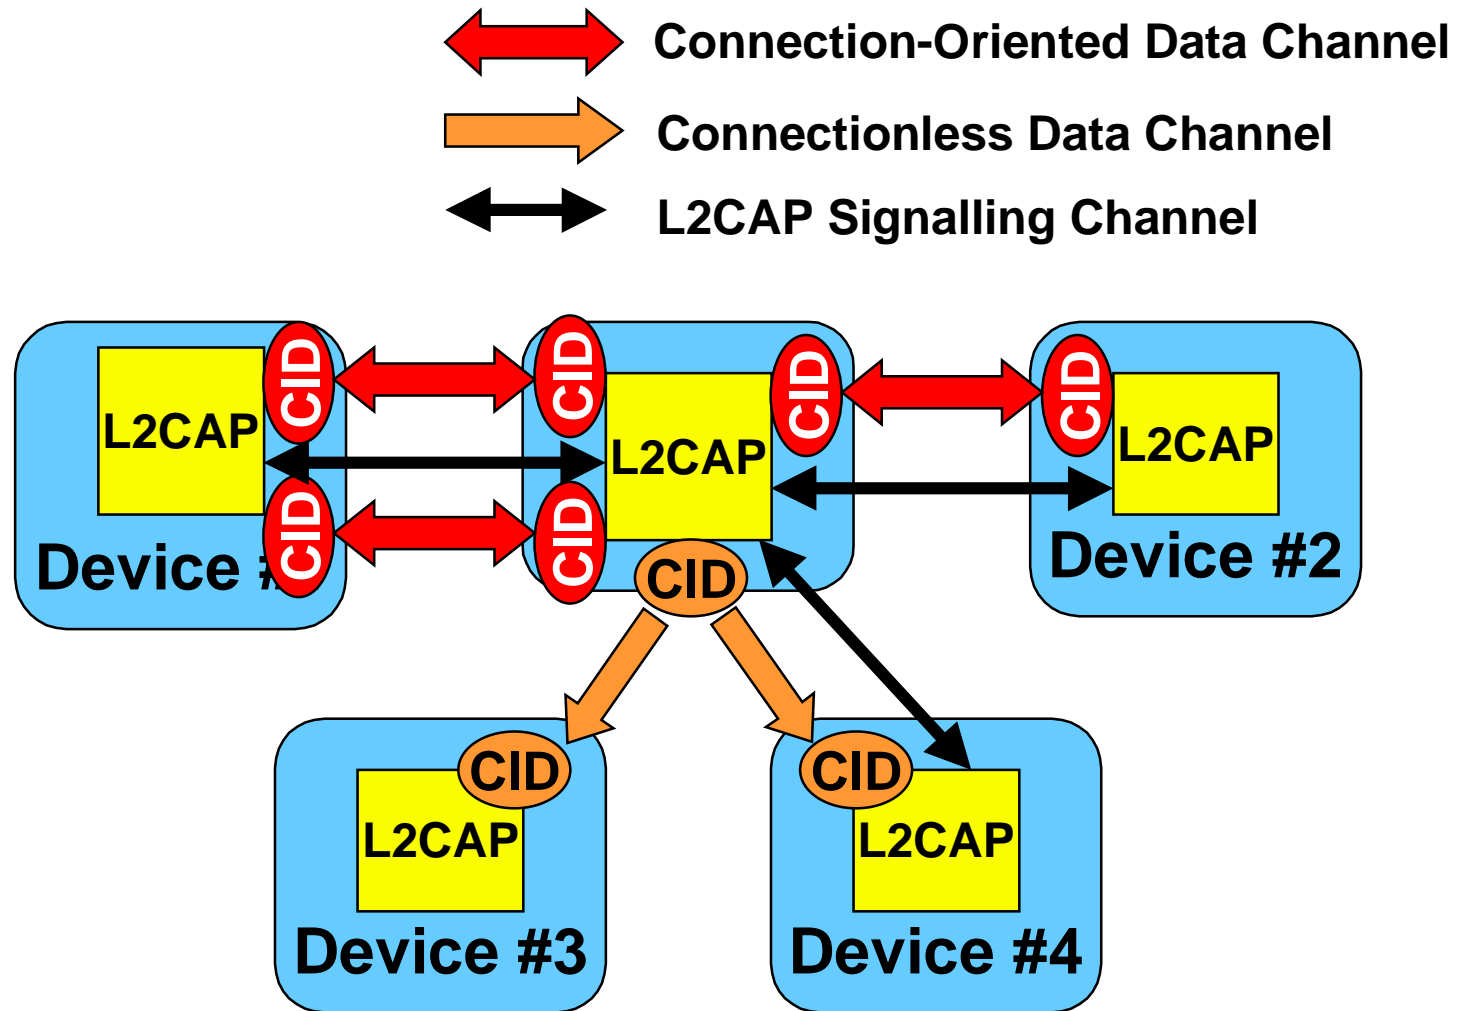 Connection-Oriented Data Channel
Connectionless Data Channel
L2CAP Signalling Channel
CID
CID
CID
CID
L2CAP
L2CAP
L2CAP
CID
CID
Device #
CID
Device #2
CID
CID
L2CAP
L2CAP
Device #3
Device #4